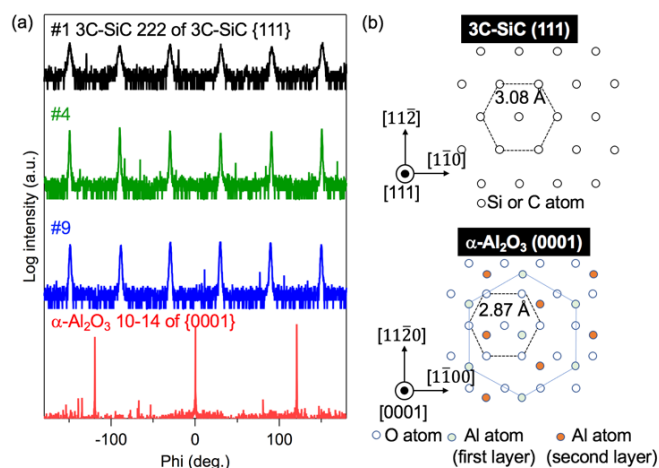 (a)
#1 3C-SiC 222 of 3C-SiC {111}
#4
#9
α-Al₂O₃ 10-14 of {0001}
Log intensity (a.u.)
-100 0 100
Phi (deg.)
(b)
3C-SiC (111)
3.08 Å
[112̅]
[11̅0]
[111]
Si or C atom
α-Al₂O₃ (0001)
2.87 Å
[112̅0]
[11̅00]
[0001]
O atom
Al atom
(first layer)
Al atom
(second layer)